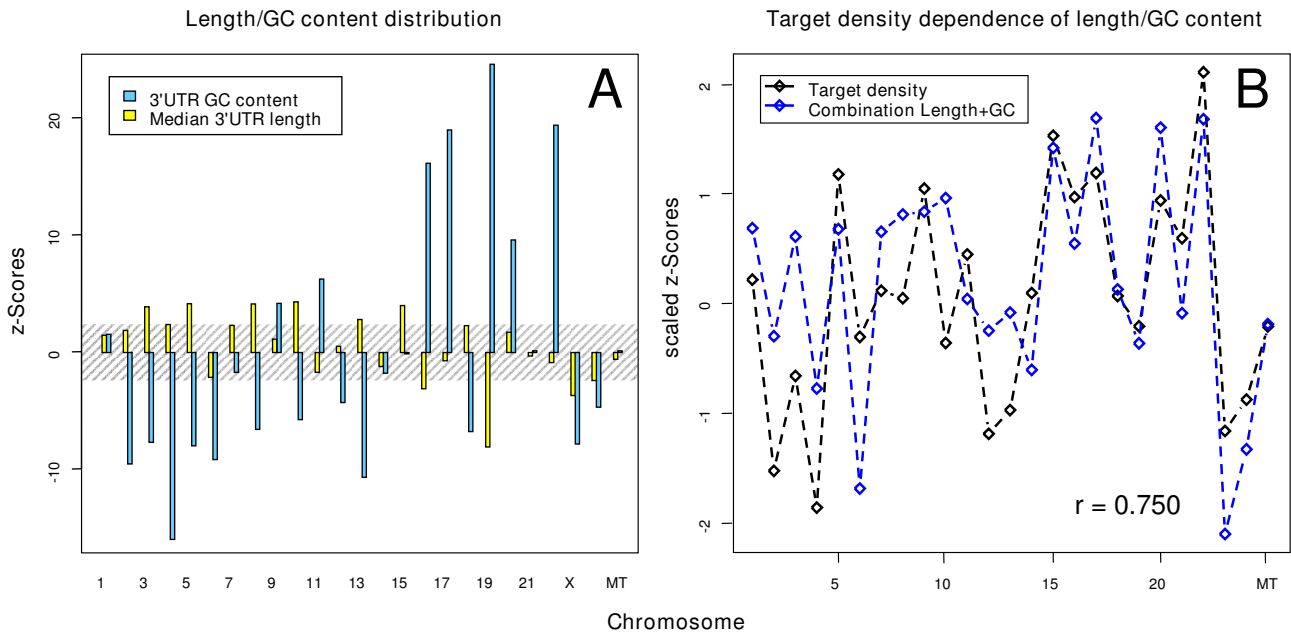 Length/GC content distribution
Target density dependence of length/GC content
A
3'UTR GC content
Median 3'UTR length
z-Scores
20
10
0
-10
1 3 5 7 9 11 13 15 17 19 21 X MT
B
Target density
Combination Length+GC
scaled z-Scores
2
1
0
-1
-2
r = 0.750
5 10 15 20 MT
Chromosome